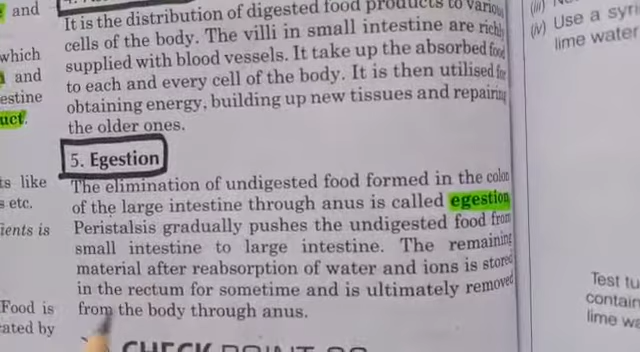 and
which
and
estine
uct.
ts like
s etc.
ients is
Food is
ated by
It is the distribution of digested food products to various
cells of the body. The villi in small intestine are richly
supplied with blood vessels. It take up the absorbed food
to each and every cell of the body. It is then utilised for
obtaining energy, building up new tissues and repairing
the older ones.
5. Egestion
The elimination of undigested food formed in the colon
of the large intestine through anus is called egestion
Peristalsis gradually pushes the undigested food from
small intestine to large intestine. The remaining
material after reabsorption of water and ions is stored
in the rectum for sometime and is ultimately removed
from the body through anus.
CHECK POINT
(iii)
(iv) Use a syr
lime water
Test tu
contain
lime wa